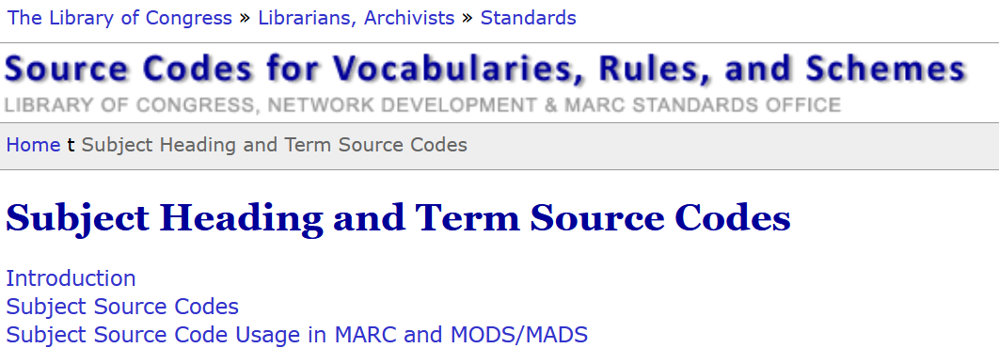 The Library of Congress » Librarians, Archivists » Standards
Source Codes for Vocabularies, Rules, and Schemes
LIBRARY OF CONGRESS, NETWORK DEVELOPMENT & MARC STANDARDS OFFICE
Home t Subject Heading and Term Source Codes
Subject Heading and Term Source Codes
Introduction
Subject Source Codes
Subject Source Code Usage in MARC and MODS/MADS